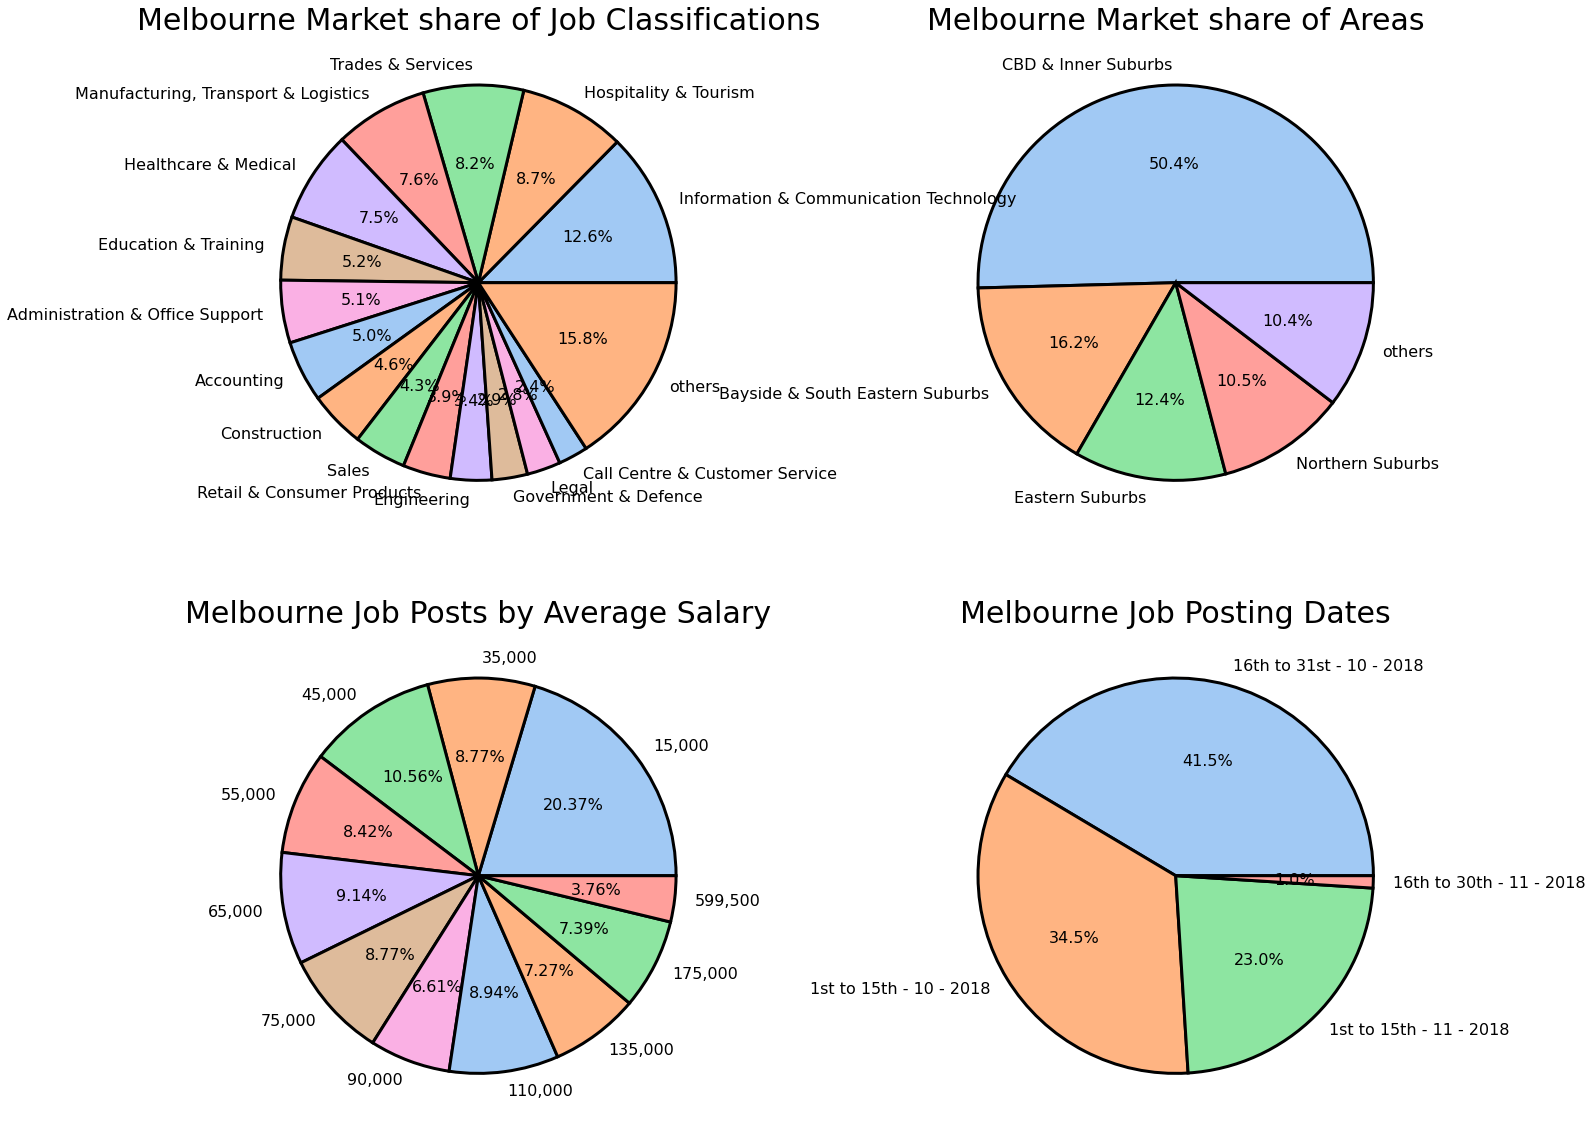 Melbourne Market share of Job Classifications
Trades & Services
Manufacturing, Transport & Logistics
Hospitality & Tourism
Healthcare & Medical
Information & Communication Technology
Education & Training
Administration & Office Support
Accounting
Construction
Sales
Retail & Consumer Products
Engineering
Government & Defence
Legal
Call Centre & Customer Service
others
12.6%
8.7%
8.2%
7.6%
7.5%
5.2%
5.1%
5.0%
4.6%
4.3%
3.9%
3.4%
2.9%
2.8%
2.4%
15.8%
Melbourne Market share of Areas
CBD & Inner Suburbs
50.4%
Bayside & South Eastern Suburbs
16.2%
Eastern Suburbs
12.4%
Northern Suburbs
10.5%
others
10.4%
Melbourne Job Posts by Average Salary
15,000
20.37%
35,000
8.77%
45,000
10.56%
55,000
8.42%
65,000
9.14%
75,000
8.77%
90,000
6.61%
110,000
8.94%
135,000
7.27%
175,000
7.39%
599,500
3.76%
Melbourne Job Posting Dates
16th to 31st - 10 - 2018
41.5%
1st to 15th - 10 - 2018
34.5%
1st to 15th - 11 - 2018
23.0%
16th to 30th - 11 - 2018
1.0%